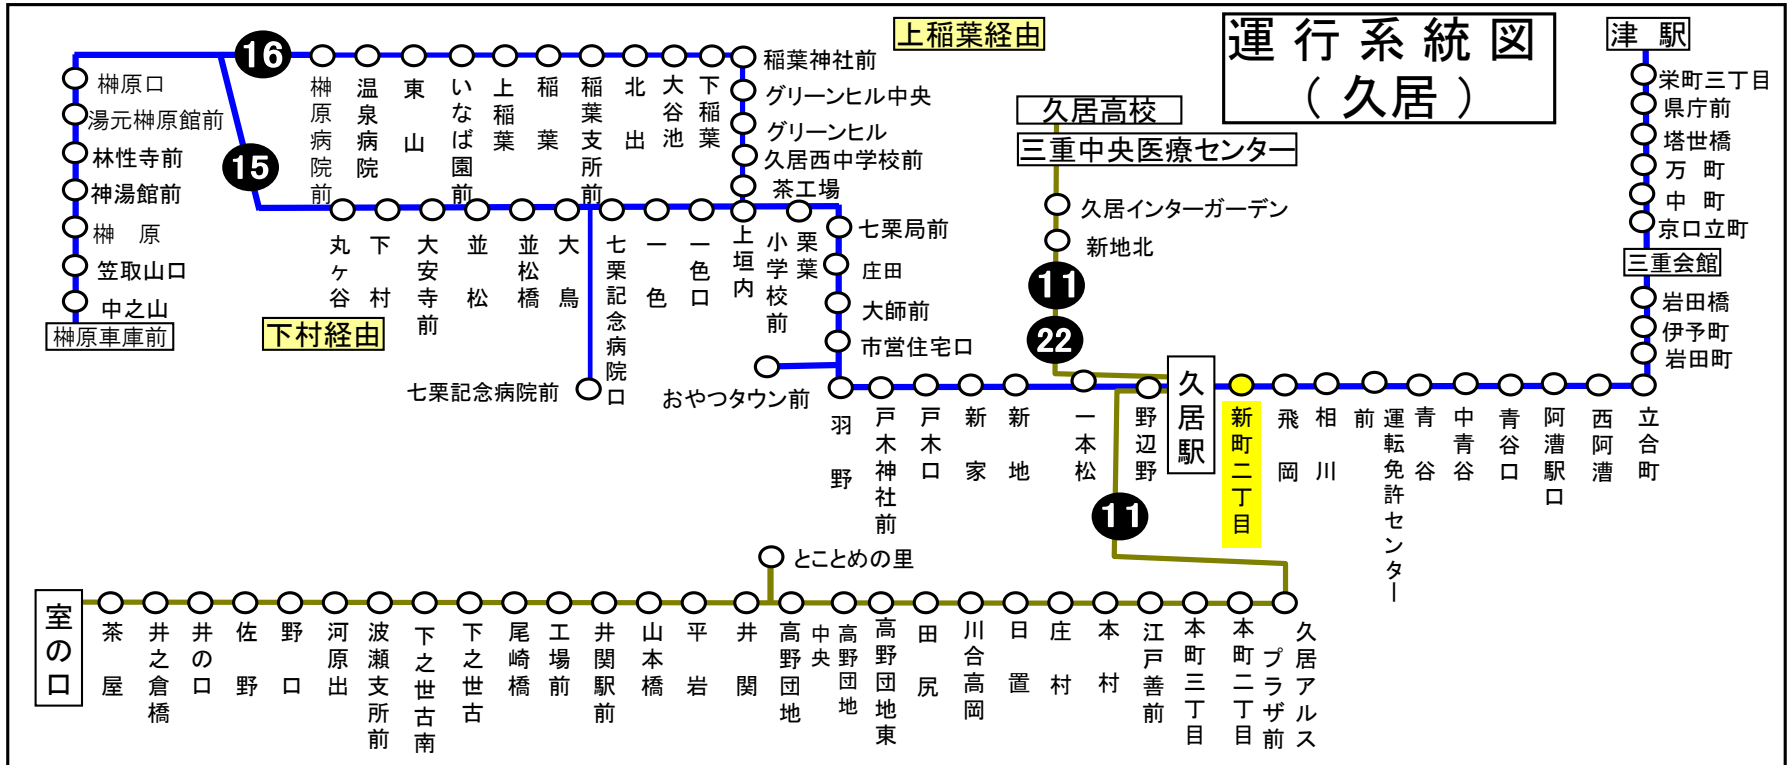 運行系統図
（久居）
上稲葉経由
津駅
栄町三丁目
県庁前
塔世橋
万町
中町
京口立町
三重会館
岩田橋
伊予町
岩田町
立合町
西阿漕
阿漕駅口
青谷口
中青谷
青谷
運転免許センター前
相川
飛岡
新町二丁目
久居駅
久居高校
三重中央医療センター
久居インターガーデン
新地北
11
22
野辺野
一本松
新地
新家
戸木口
戸木神社前
羽野
おやつタウン前
市営住宅口
大師前
庄田
七栗局前
栗葉小学校前
上垣内
茶工場
久居西中学校前
グリーンヒル
グリーンヒル中央
稲葉神社前
下稲葉
大谷池
北出
稲葉支所前
稲葉
上稲葉
いなば園前
東山
温泉病院
榊原病院前
16
15
一色口
一色
七栗記念病院口
七栗記念病院前
大鳥
並松橋
並松
大安寺前
下村
丸ヶ谷
下村経由
榊原口
湯元榊原館前
林性寺前
神湯館前
榊原
笠取山口
中之山
榊原車庫前
11
久居アルスプラザ前
本町二丁目
本町三丁目
江戸善前
本村
庄村
日置
川合高岡
田尻
高野団地東
高野団地中央
高野団地
とことめの里
井関
平岩
山本橋
井関駅前
工場前
尾崎橋
下之世古
下之世古南
波瀬支所前
河原出
野口
佐野
井の口
井之倉橋
茶屋
室の口